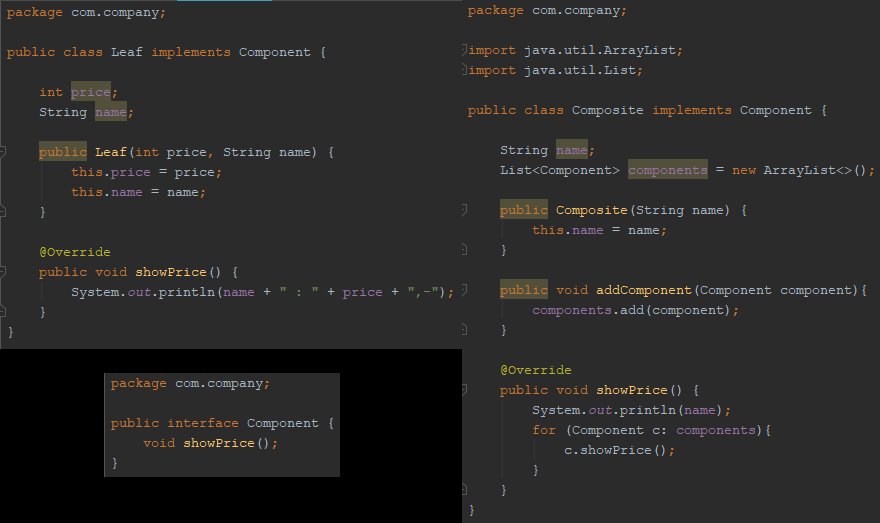 package com.company;
public class Leaf implements Component {
int price;
String name;
public Leaf(int price, String name) {
this.price = price;
this.name = name;
}
@Override
public void showPrice() {
System.out.println(name + " : " + price + ",-");
}
}
package com.company;
public interface Component {
void showPrice();
}
package com.company;
import java.util.ArrayList;
import java.util.List;
public class Composite implements Component {
String name;
List<Component> components = new ArrayList<>();
public Composite(String name) {
this.name = name;
}
public void addComponent(Component component){
components.add(component);
}
@Override
public void showPrice() {
System.out.println(name);
for (Component c: components){
c.showPrice();
}
}
}